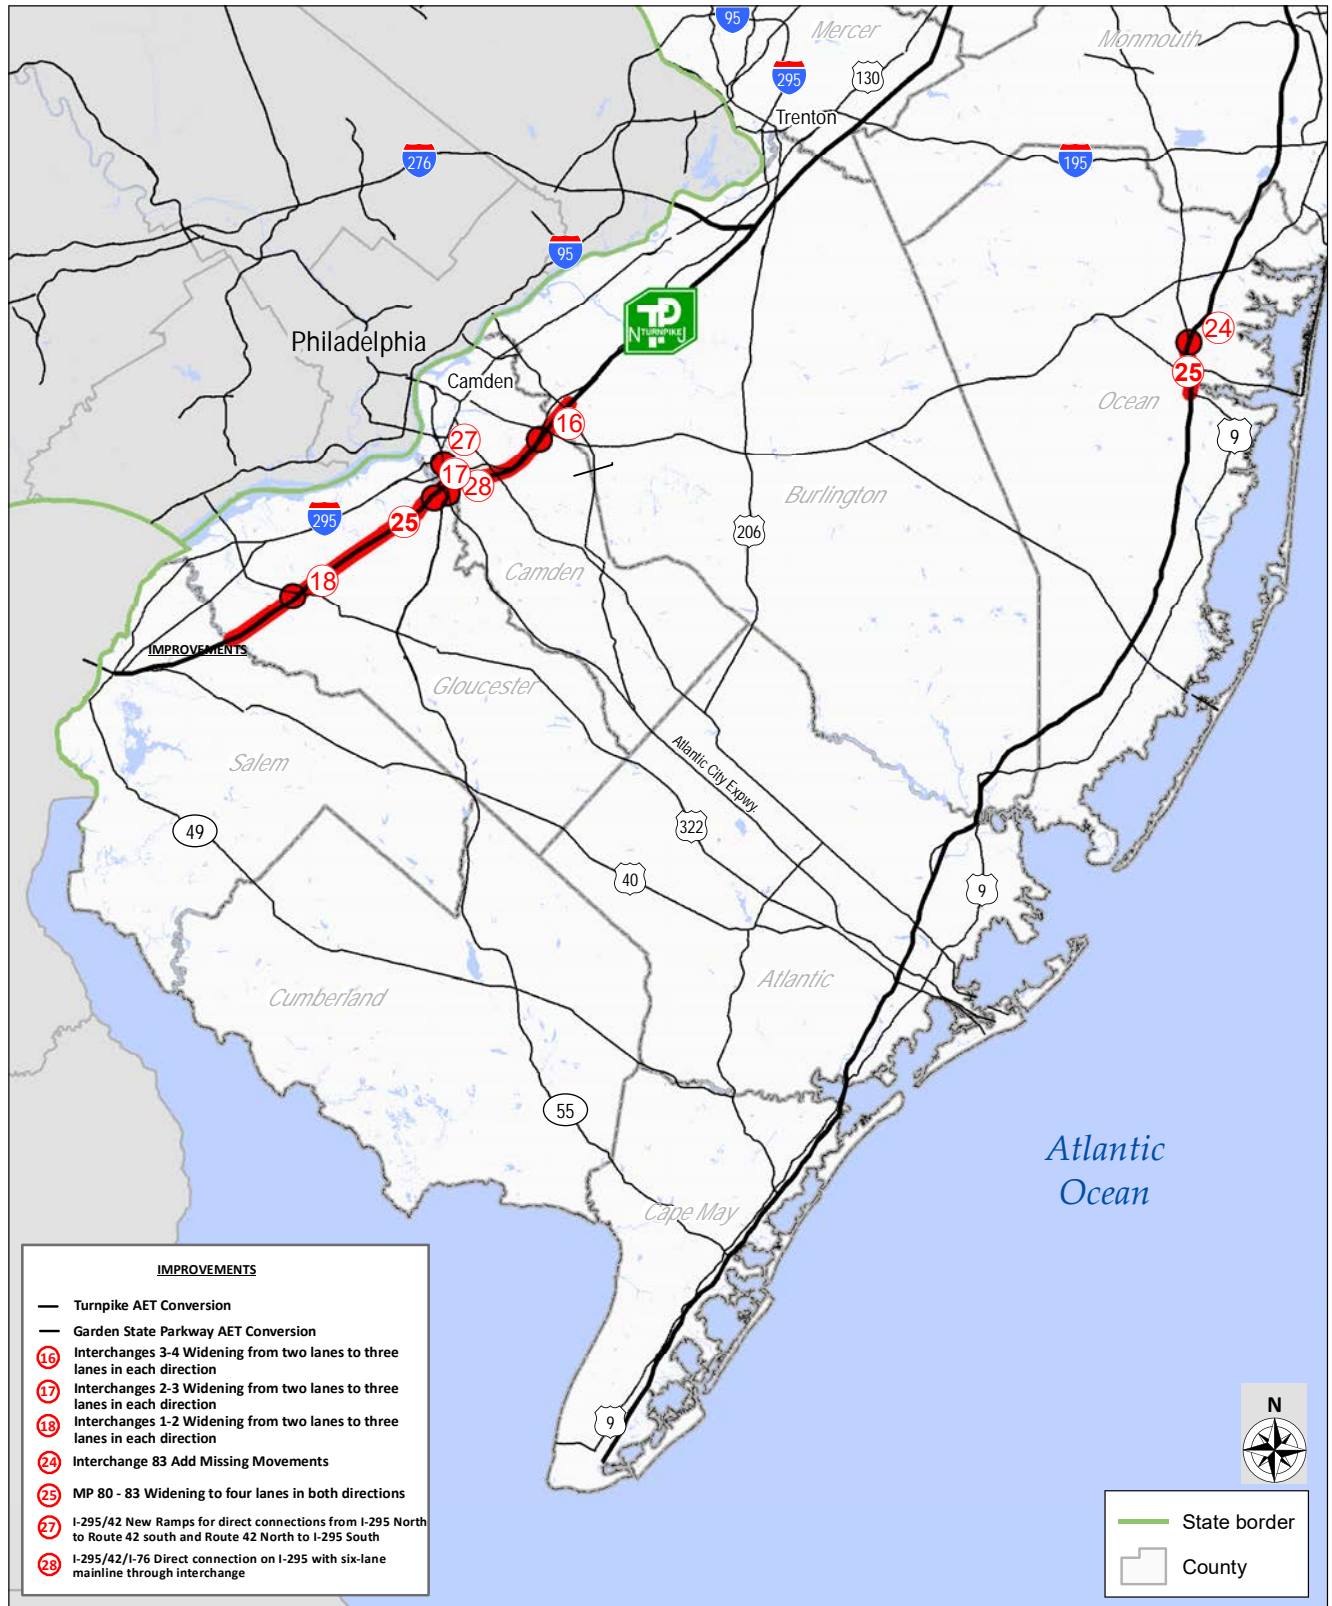 95
Mercer
Monmouth
295
130
Trenton
276
195
95
TP
N TURNPIKE J
24
Philadelphia
25
Camden
Ocean
16
9
27
17
28
Burlington
295
25
206
Camden
18
IMPROVEMENTS
Gloucester
Salem
Atlantic City Expwy
49
322
40
9
Atlantic
Cumberland
55
Atlantic
Ocean
Cape May
9
IMPROVEMENTS
Turnpike AET Conversion
Garden State Parkway AET Conversion
16 Interchanges 3-4 Widening from two lanes to three
lanes in each direction
17 Interchanges 2-3 Widening from two lanes to three
lanes in each direction
18 Interchanges 1-2 Widening from two lanes to three
lanes in each direction
24 Interchange 83 Add Missing Movements
25 MP 80 - 83 Widening to four lanes in both directions
27 I-295/42 New Ramps for direct connections from I-295 North
to Route 42 south and Route 42 North to I-295 South
28 I-295/42/I-76 Direct connection on I-295 with six-lane
mainline through interchange
N
State border
County